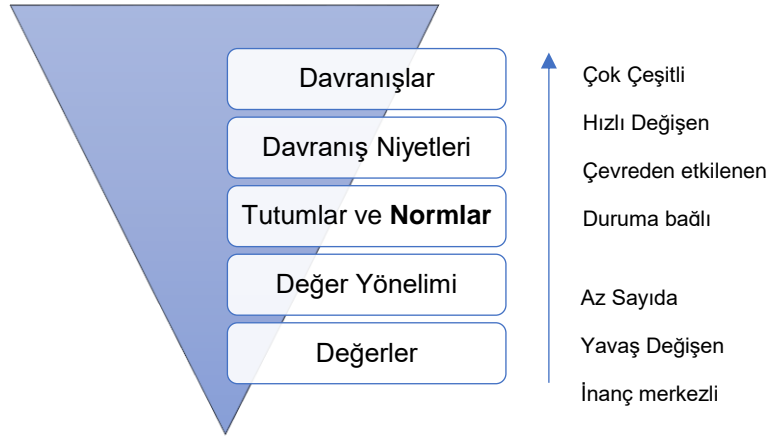 Davranışlar
Davranış Niyetleri
Tutumlar ve Normlar
Değer Yönelimi
Değerler
Çok Çeşitli
Hızlı Değişen
Çevreden etkilenen
Duruma bağlı
Az Sayıda
Yavaş Değişen
İnanç merkezli